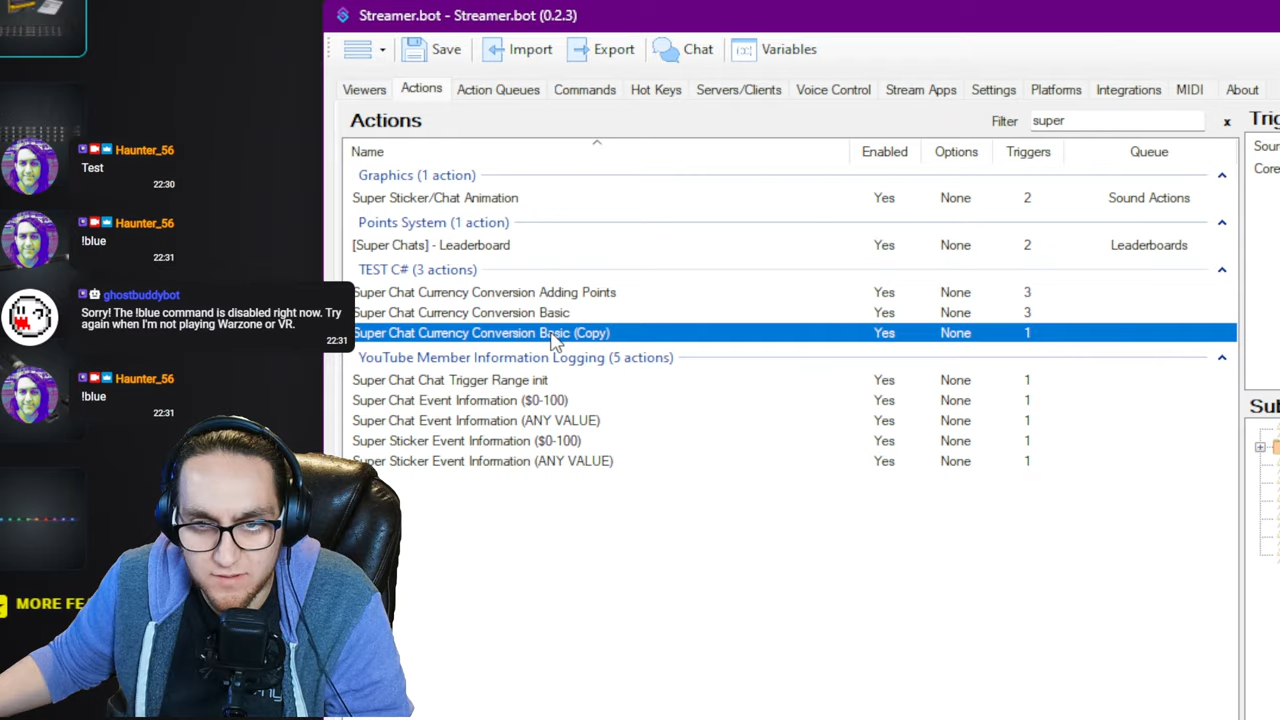 Streamer.bot - Streamer.bot (0.2.3)
Save Import Export Chat Variables
Viewers Actions Action Queues Commands Hot Keys Servers/Clients Voice Control Stream Apps Settings Platforms Integrations MIDI About
Actions Filter super x
Name Enabled Options Triggers Queue
Graphics (1 action)
Super Sticker/Chat Animation Yes None 2 Sound Actions
Points System (1 action)
[Super Chats] - Leaderboard Yes None 2 Leaderboards
TEST C# (3 actions)
Super Chat Currency Conversion Adding Points Yes None 3
Super Chat Currency Conversion Basic Yes None 3
Super Chat Currency Conversion Basic (Copy) Yes None 1
YouTube Member Information Logging (5 actions)
Super Chat Chat Trigger Range init Yes None 1
Super Chat Event Information ($0-100) Yes None 1
Super Chat Event Information (ANY VALUE) Yes None 1
Super Sticker Event Information ($0-100) Yes None 1
Super Sticker Event Information (ANY VALUE) Yes None 1
Haunter_56
Test
22:30
Haunter_56
!blue
22:31
ghostbuddybot
Sorry! The !blue command is disabled right now. Try
again when I'm not playing Warzone or VR.
22:31
Haunter_56
!blue
22:31
MORE FE
Tri
Sour
Core
Sul